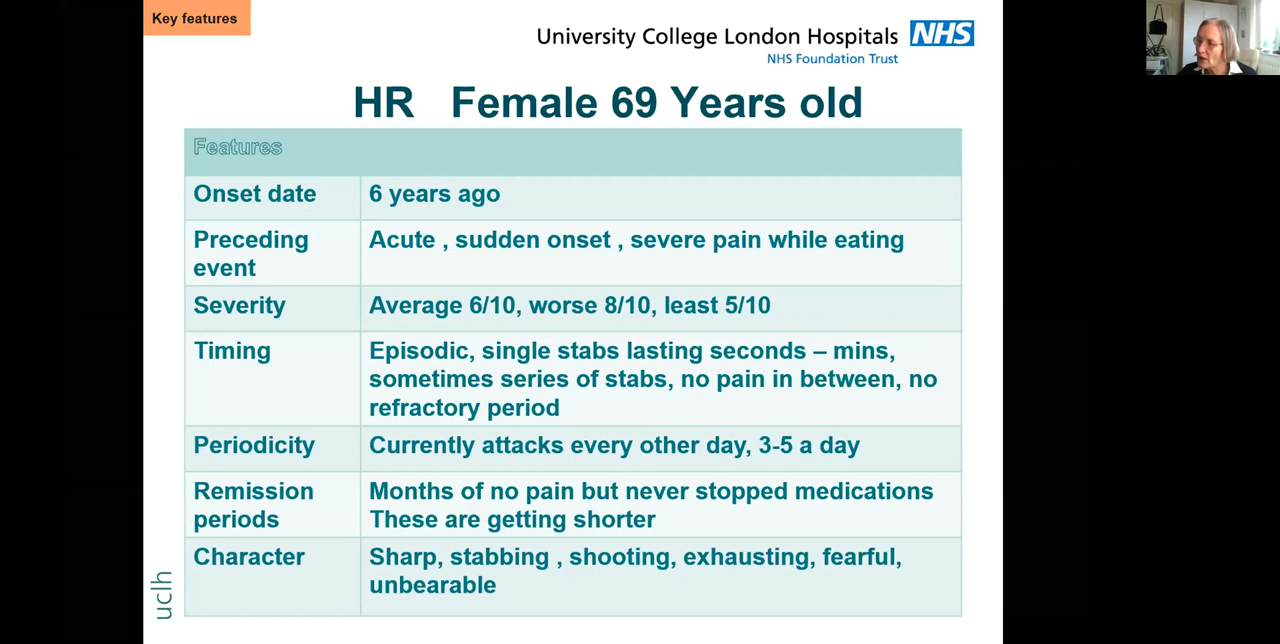 Key features
University College London Hospitals NHS
NHS Foundation Trust
HR Female 69 Years old
Features
Onset date 6 years ago
Preceding Acute , sudden onset , severe pain while eating
event
Severity Average 6/10, worse 8/10, least 5/10
Timing Episodic, single stabs lasting seconds – mins,
sometimes series of stabs, no pain in between, no
refractory period
Periodicity Currently attacks every other day, 3-5 a day
Remission Months of no pain but never stopped medications
periods These are getting shorter
Character Sharp, stabbing , shooting, exhausting, fearful,
unbearable
uclh